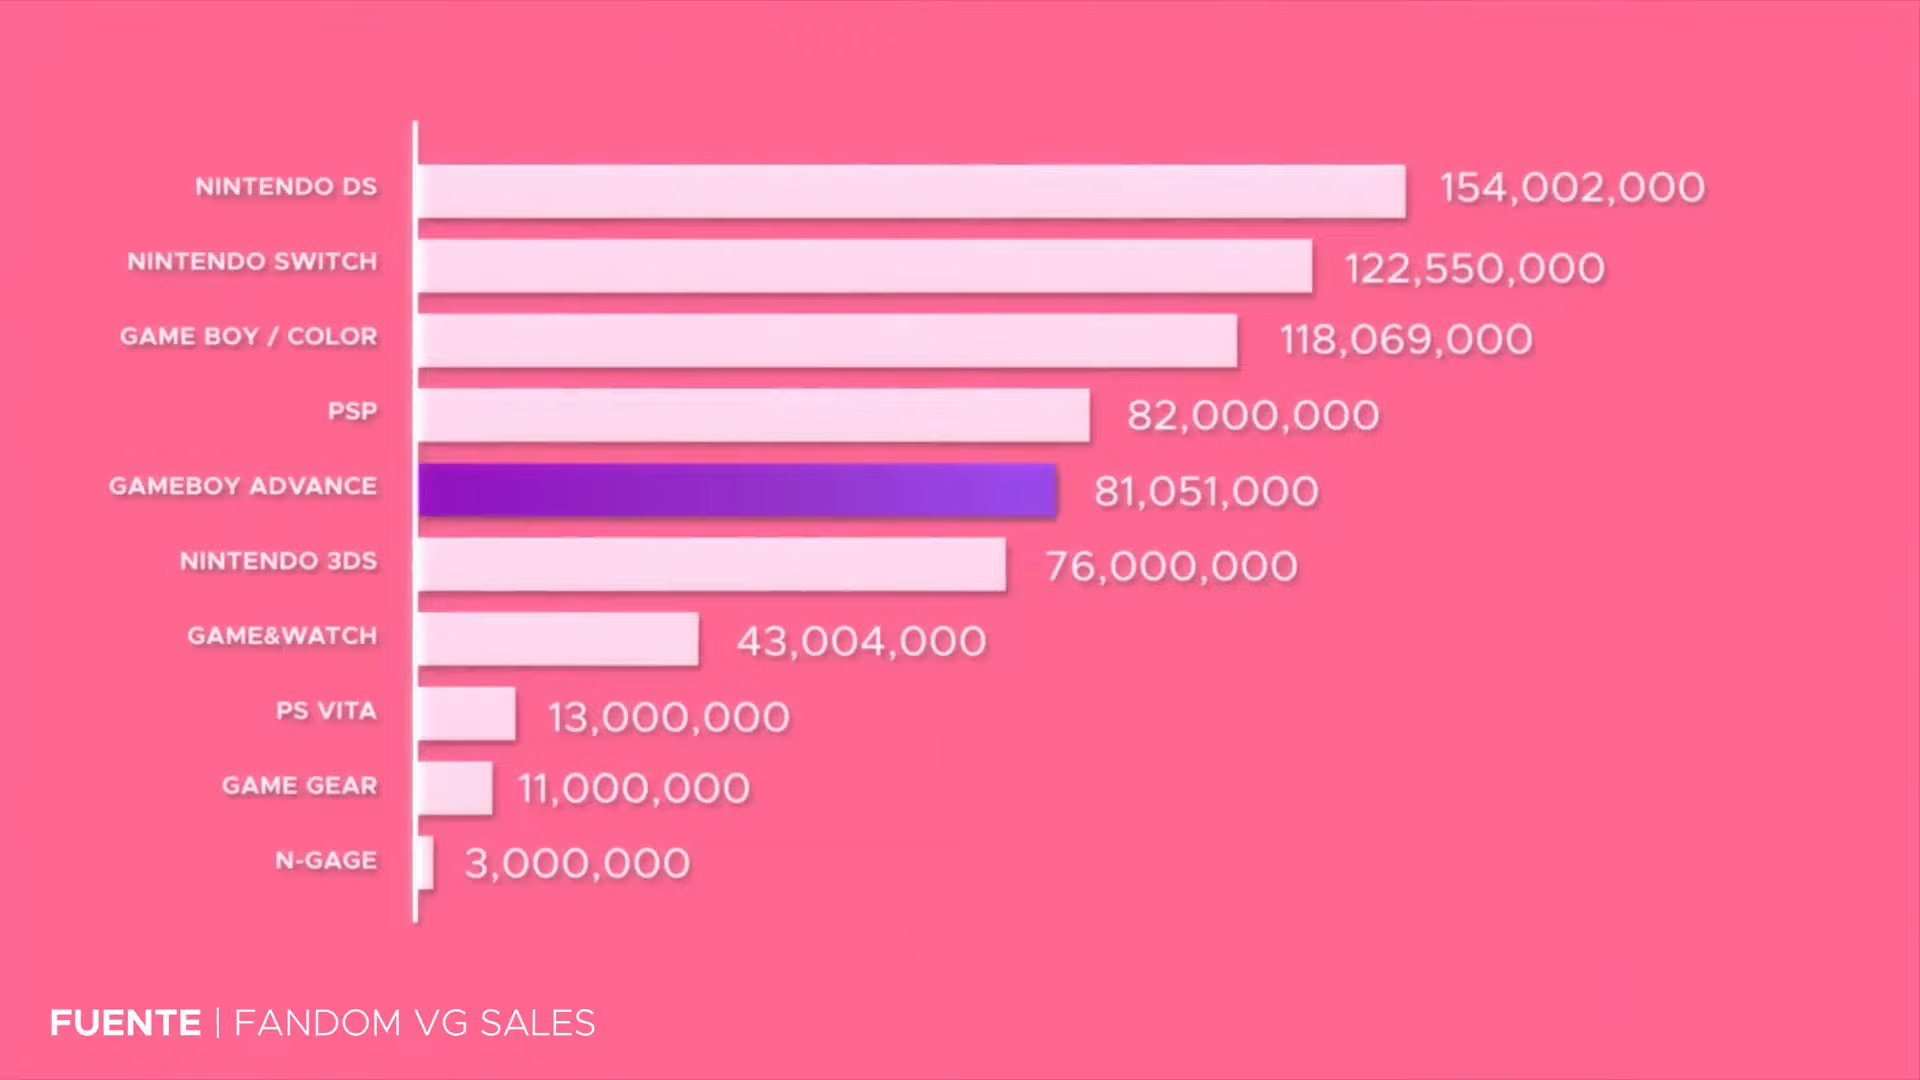 NINTENDO DS 154,002,000
NINTENDO SWITCH 122,550,000
GAME BOY / COLOR 118,069,000
PSP 82,000,000
GAMEBOY ADVANCE 81,051,000
NINTENDO 3DS 76,000,000
GAME&WATCH 43,004,000
PS VITA 13,000,000
GAME GEAR 11,000,000
N-GAGE 3,000,000
FUENTE | FANDOM VG SALES